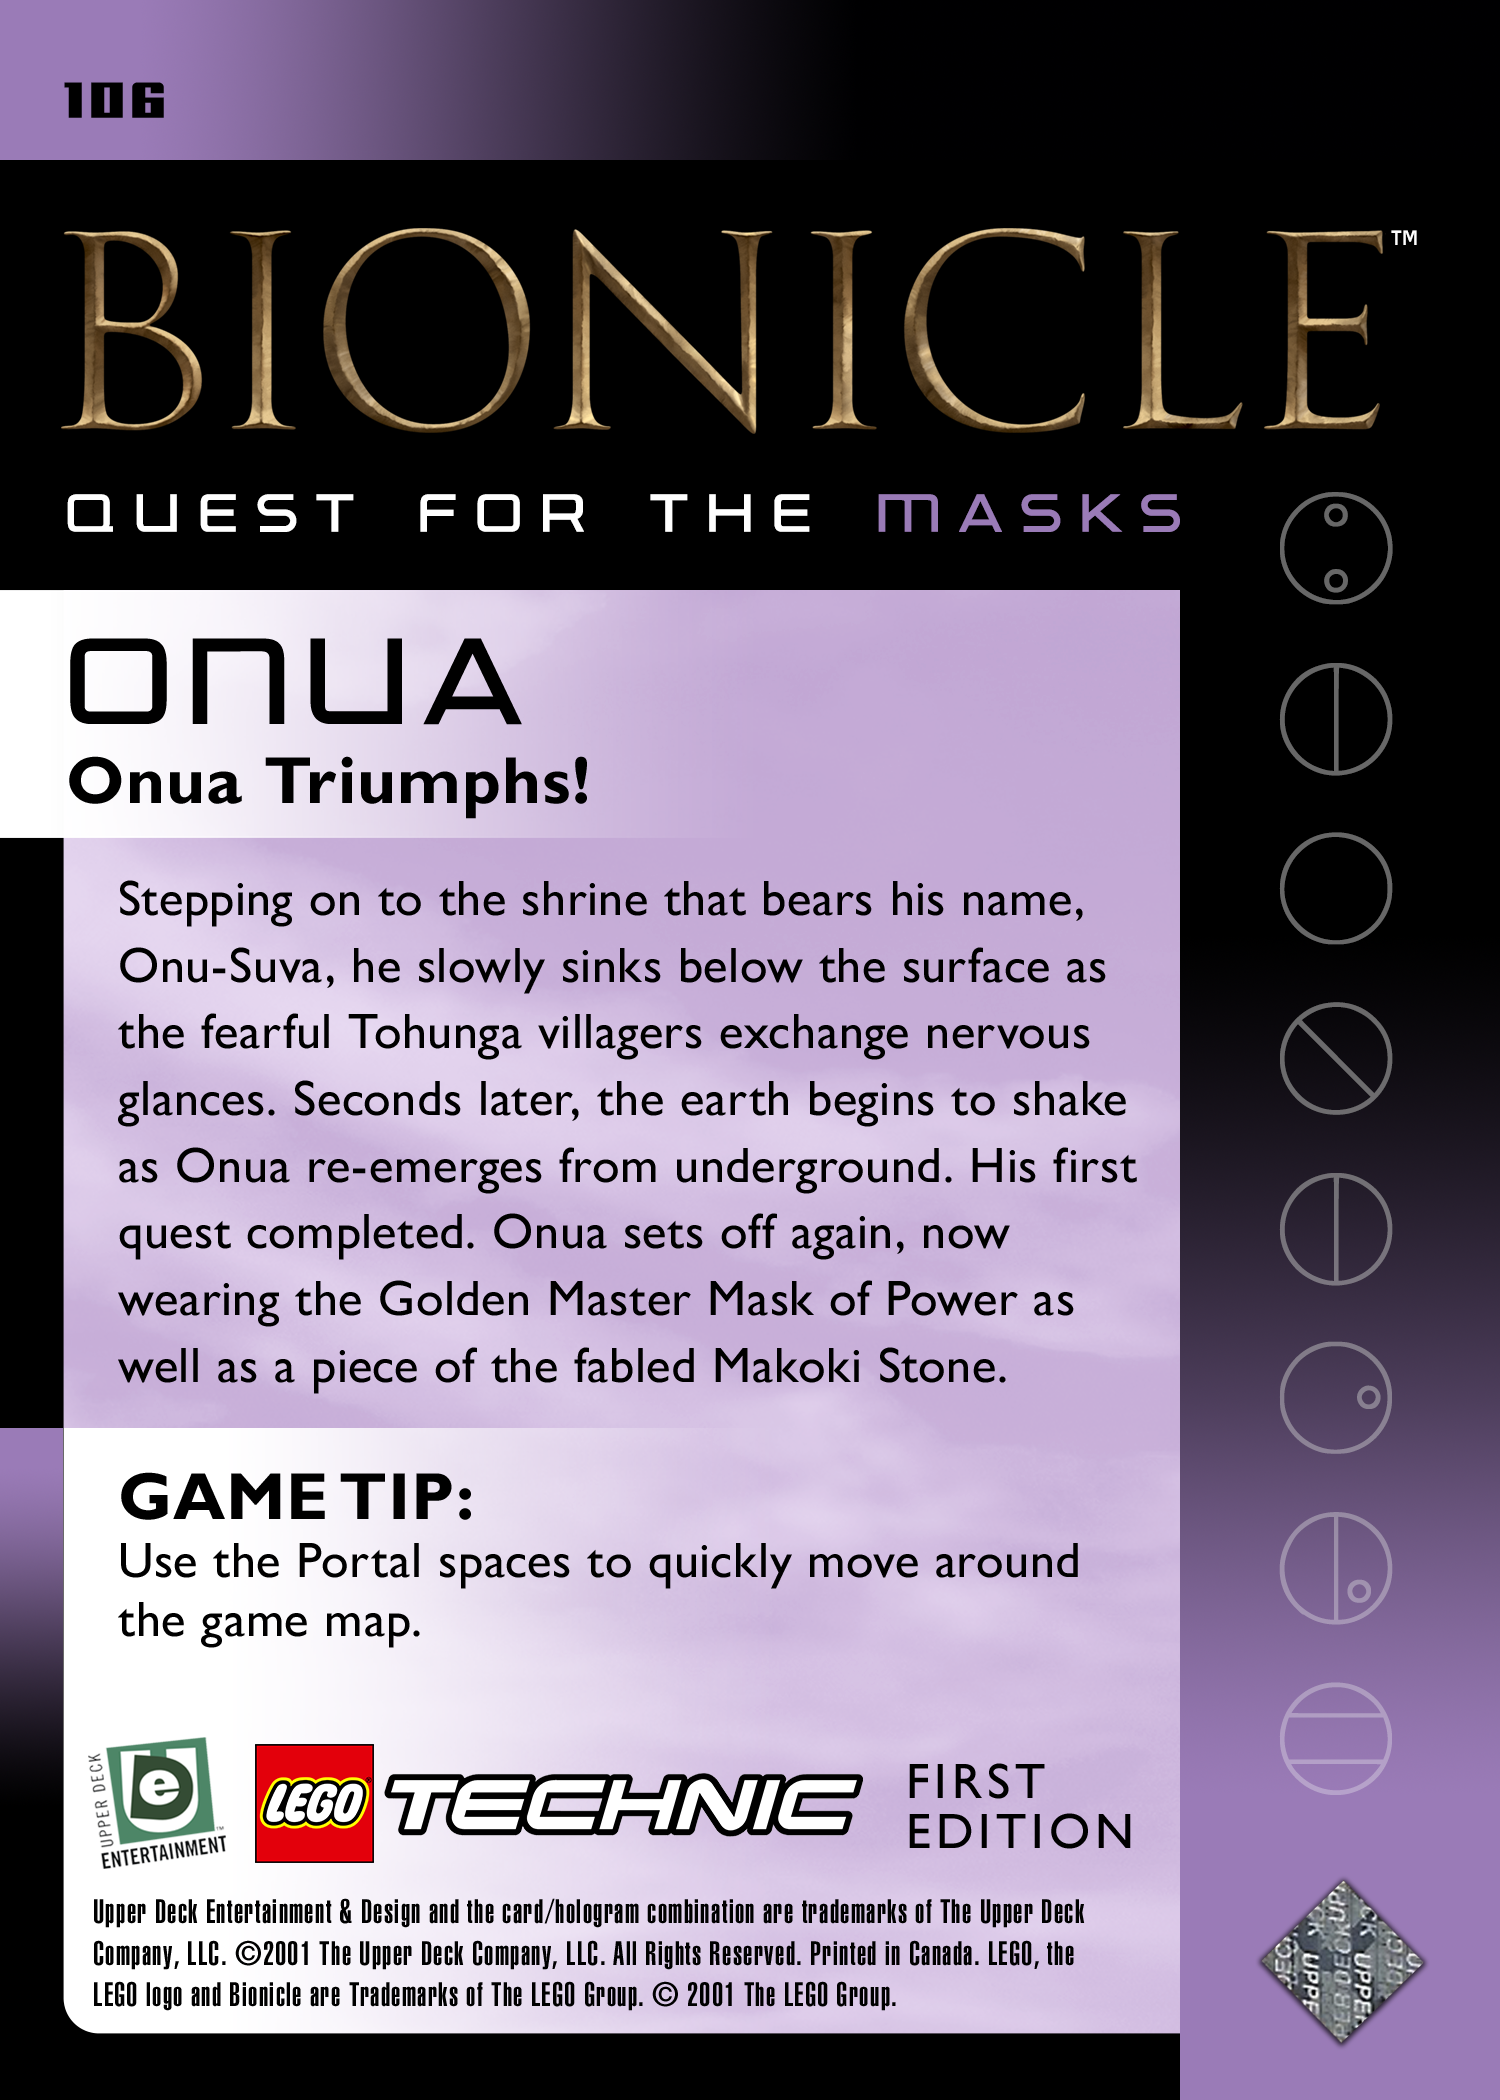 106
BIONICLE™
QUEST FOR THE MASKS
ONUA
Onua Triumphs!
Stepping on to the shrine that bears his name,
Onu-Suva, he slowly sinks below the surface as
the fearful Tohunga villagers exchange nervous
glances. Seconds later, the earth begins to shake
as Onua re-emerges from underground. His first
quest completed. Onua sets off again, now
wearing the Golden Master Mask of Power as
well as a piece of the fabled Makoki Stone.
GAME TIP:
Use the Portal spaces to quickly move around
the game map.
UPPER DECK
ENTERTAINMENT™
LEGO TECHNIC
FIRST
EDITION
Upper Deck Entertainment & Design and the card/hologram combination are trademarks of The Upper Deck
Company, LLC. ©2001 The Upper Deck Company, LLC. All Rights Reserved. Printed in Canada. LEGO, the
LEGO logo and Bionicle are Trademarks of The LEGO Group. © 2001 The LEGO Group.